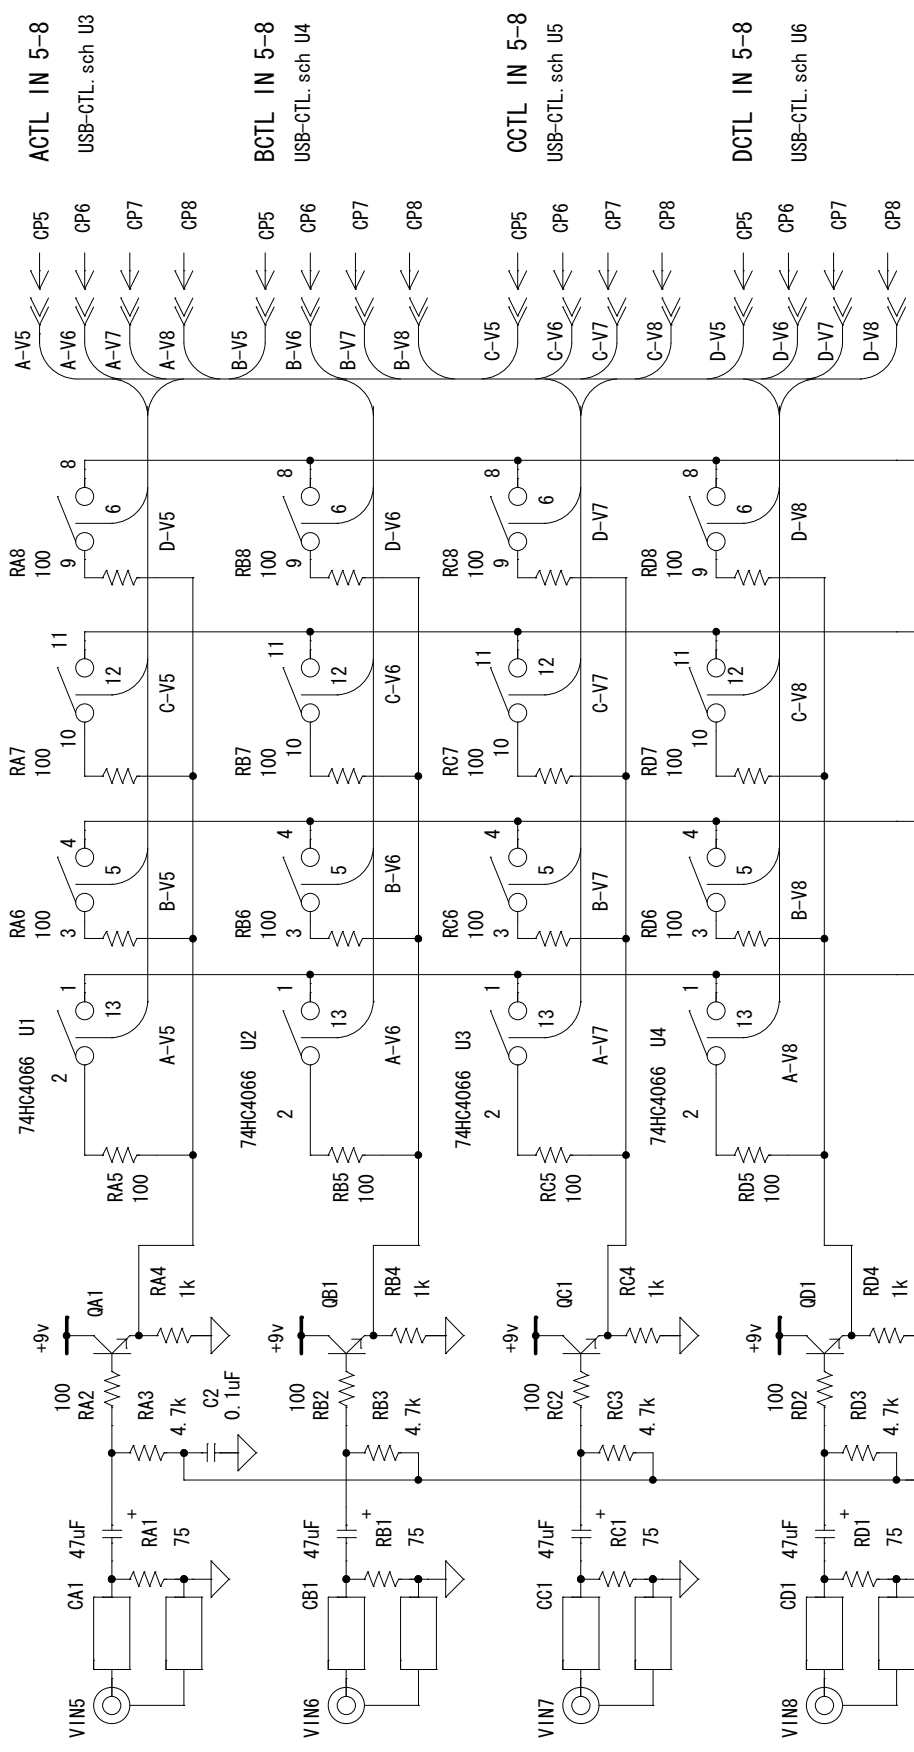 ACTL IN 5-8
USB-CTL.sch U3
BCTL IN 5-8
USB-CTL.sch U4
CCTL IN 5-8
USB-CTL.sch U5
DCTL IN 5-8
USB-CTL.sch U6
CP5
CP6
CP7
CP8
CP5
CP6
CP7
CP8
CP5
CP6
CP7
CP8
CP5
CP6
CP7
CP8
A-V5
A-V6
A-V7
A-V8
B-V5
B-V6
B-V7
B-V8
C-V5
C-V6
C-V7
C-V8
D-V5
D-V6
D-V7
D-V8
RA8
100
9
8
6
D-V5
RB8
100
9
8
6
D-V6
RC8
100
9
8
6
D-V7
RD8
100
9
8
6
D-V8
RA7
100
10
11
12
C-V5
RB7
100
10
11
12
C-V6
RC7
100
10
11
12
C-V7
RD7
100
10
11
12
C-V8
RA6
100
3
4
5
B-V5
RB6
100
3
4
5
B-V6
RC6
100
3
4
5
B-V7
RD6
100
3
4
5
B-V8
74HC4066 U1
2
1
13
A-V5
74HC4066 U2
2
1
13
A-V6
74HC4066 U3
2
1
13
A-V7
74HC4066 U4
2
1
13
A-V8
RA5
100
RB5
100
RC5
100
RD5
100
+9v
QA1
RA4
1k
+9v
QB1
RB4
1k
+9v
QC1
RC4
1k
+9v
QD1
RD4
1k
100
RA2
RA3
4.7k
C2
0.1uF
100
RB2
RB3
4.7k
100
RC2
RC3
4.7k
100
RD2
RD3
4.7k
47uF
+
RA1
75
47uF
+
RB1
75
47uF
+
RC1
75
47uF
+
RD1
75
CA1
CB1
CC1
CD1
VIN5
VIN6
VIN7
VIN8